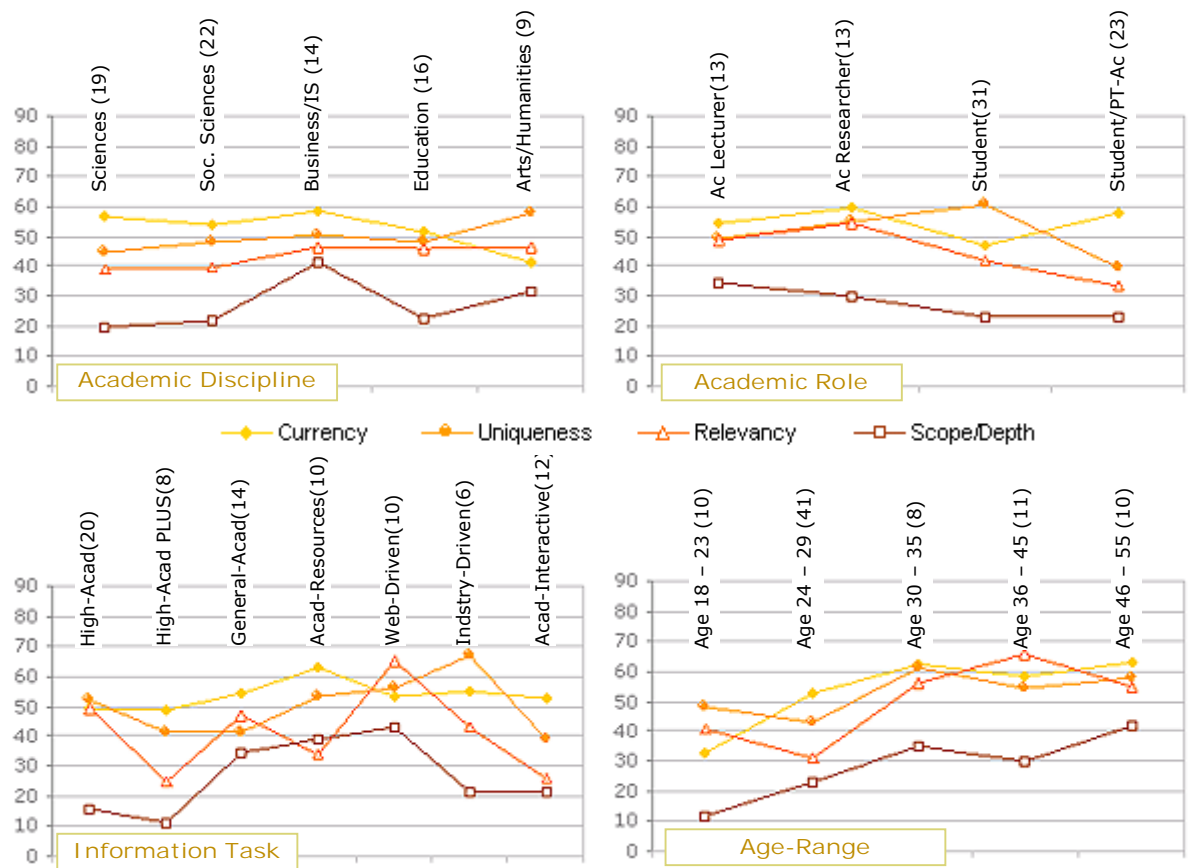 Sciences (19)
Soc. Sciences (22)
Business/IS (14)
Education (16)
Arts/Humanities (9)
90
80
70
60
50
40
30
20
10
0
Academic Discipline
Ac Lecturer(13)
Ac Researcher(13)
Student(31)
Student/PT-Ac (23)
90
80
70
60
50
40
30
20
10
0
Academic Role
Currency
Uniqueness
Relevancy
Scope/Depth
High-Acad(20)
High-Acad PLUS(8)
General-Acad(14)
Acad-Resources(10)
Web-Driven(10)
Indstry-Driven(6)
Acad-Interactive(12)
90
80
70
60
50
40
30
20
10
0
Information Task
Age 18 – 23 (10)
Age 24 – 29 (41)
Age 30 – 35 (8)
Age 36 – 45 (11)
Age 46 – 55 (10)
90
80
70
60
50
40
30
20
10
0
Age-Range